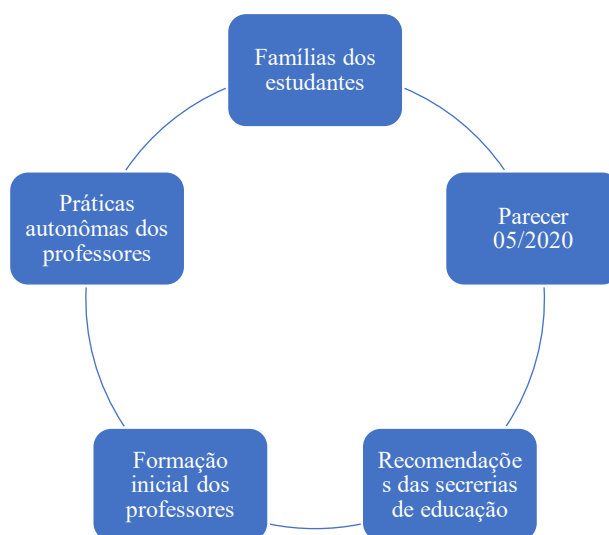 Famílias dos
estudantes
Parecer
05/2020
Recomendaçõe
s das secrerias
de educação
Formação
inicial dos
professores
Práticas
autonômas dos
professores